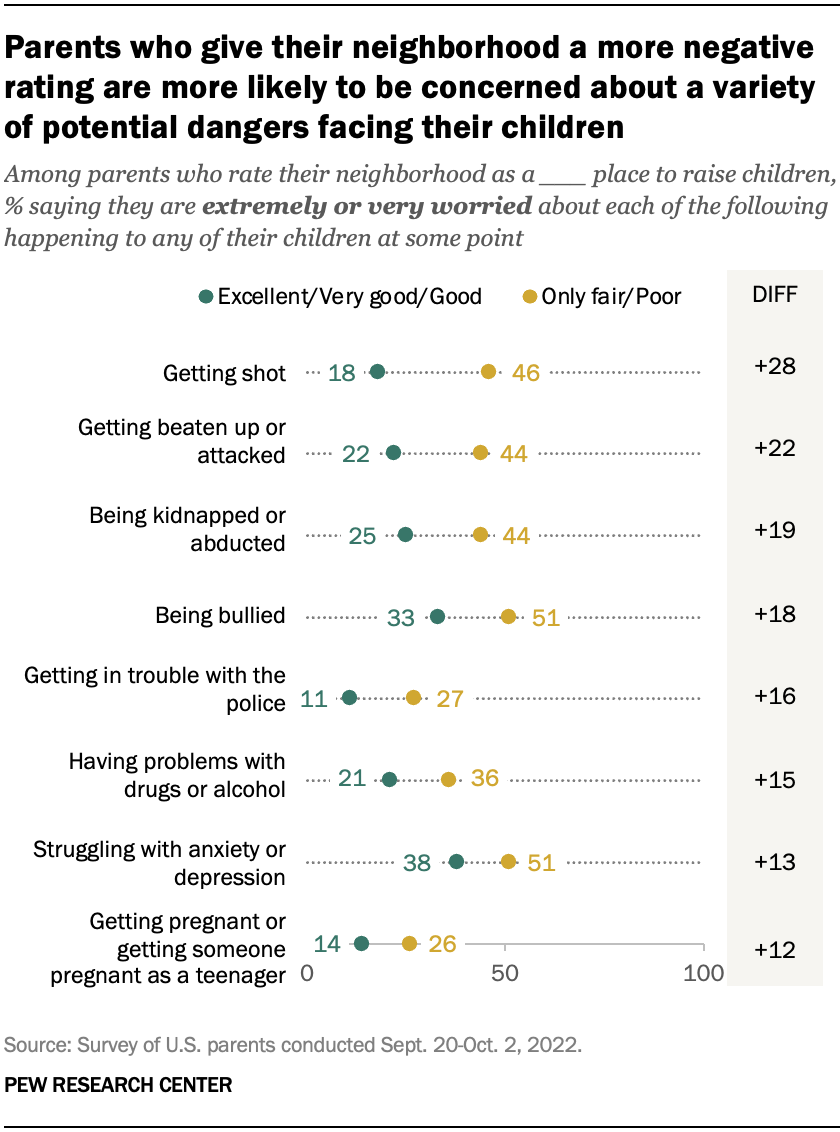 Parents who give their neighborhood a more negative
rating are more likely to be concerned about a variety
of potential dangers facing their children
Among parents who rate their neighborhood as a ____ place to raise children,
% saying they are extremely or very worried about each of the following
happening to any of their children at some point
Excellent/Very good/Good Only fair/Poor DIFF
Getting shot 18 46 +28
Getting beaten up or
attacked 22 44 +22
Being kidnapped or
abducted 25 44 +19
Being bullied 33 51 +18
Getting in trouble with the
police 11 27 +16
Having problems with
drugs or alcohol 21 36 +15
Struggling with anxiety or
depression 38 51 +13
Getting pregnant or
getting someone 14 26 +12
pregnant as a teenager 0 50 100
Source: Survey of U.S. parents conducted Sept. 20-Oct. 2, 2022.
PEW RESEARCH CENTER